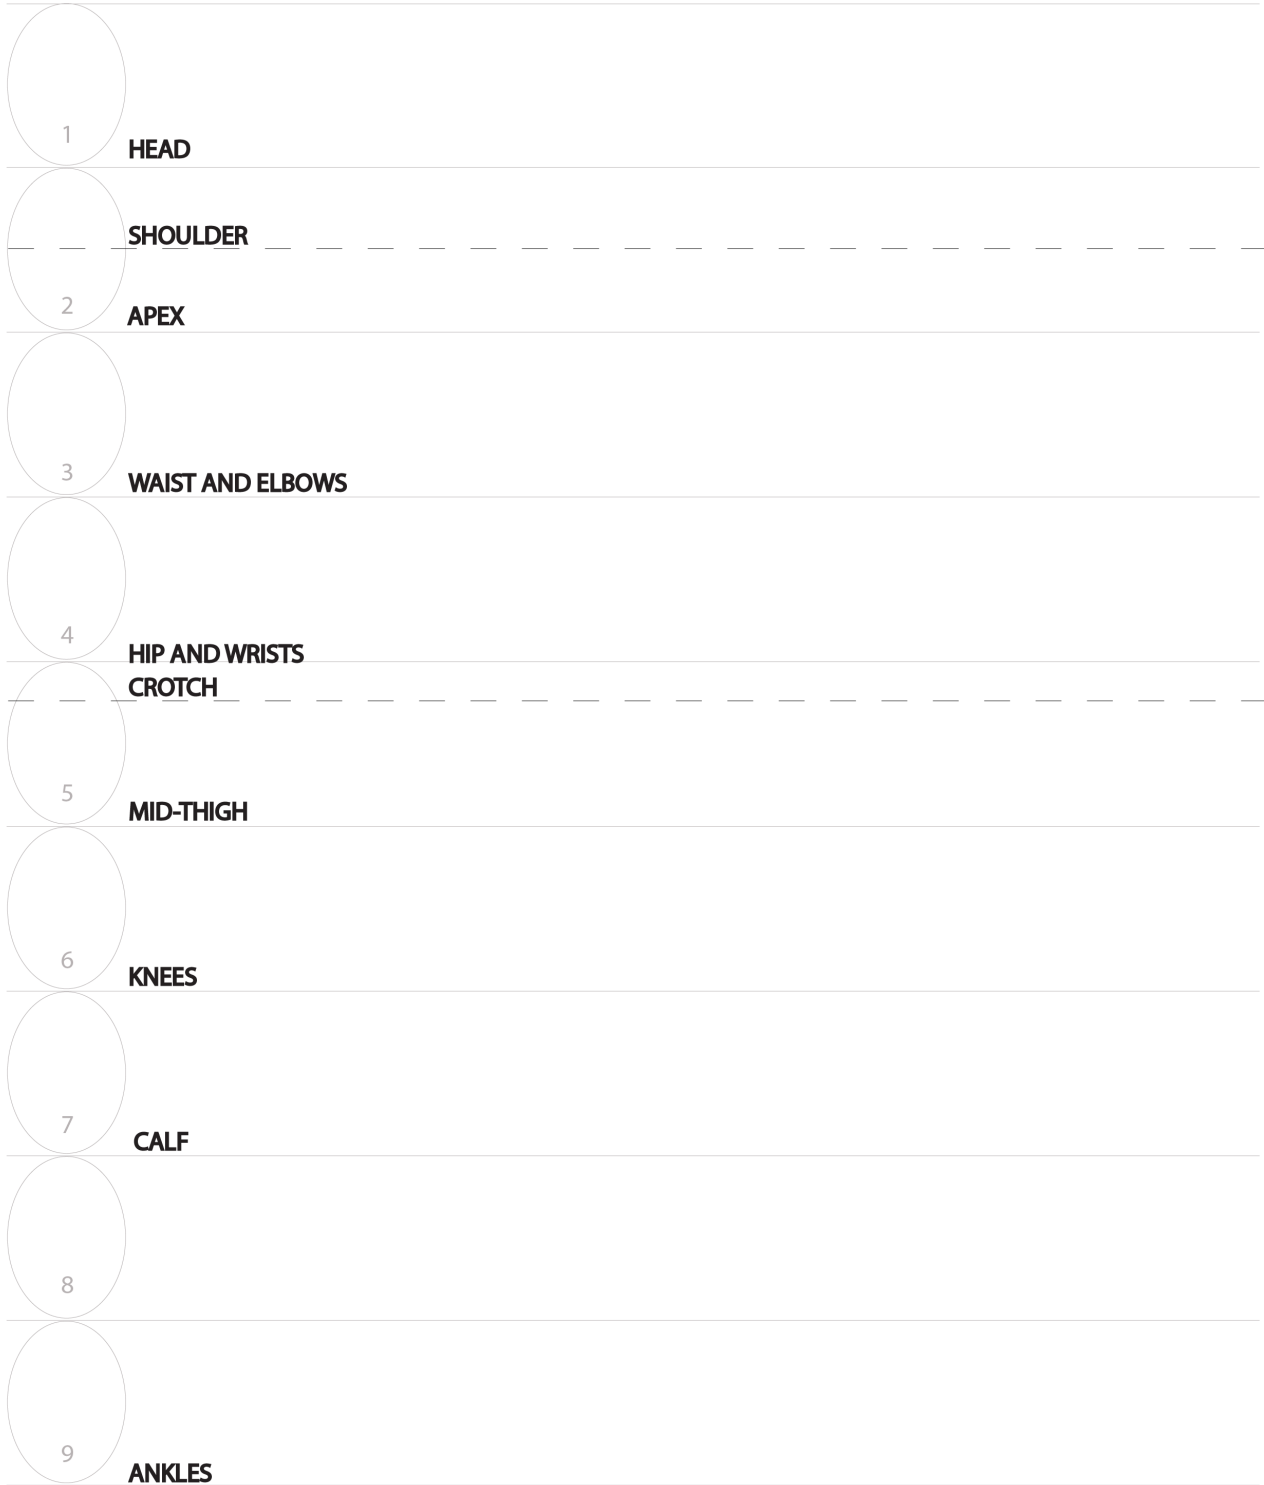 1
HEAD
SHOULDER
2
APEX
3
WAIST AND ELBOWS
4
HIP AND WRISTS
CROTCH
5
MID-THIGH
6
KNEES
7
CALF
8
9
ANKLES